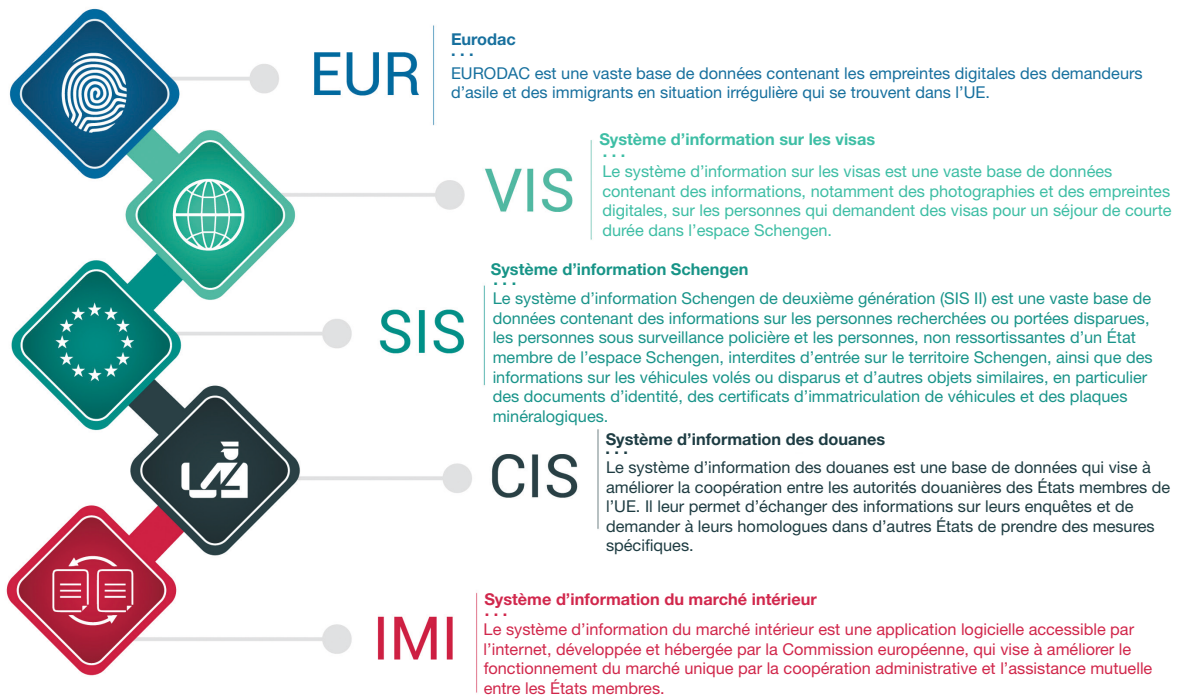 EUR
Eurodac
...
EURODAC est une vaste base de données contenant les empreintes digitales des demandeurs
d'asile et des immigrants en situation irrégulière qui se trouvent dans l'UE.
VIS
Système d'information sur les visas
...
Le système d'information sur les visas est une vaste base de données
contenant des informations, notamment des photographies et des empreintes
digitales, sur les personnes qui demandent des visas pour un séjour de courte
durée dans l'espace Schengen.
SIS
Système d'information Schengen
...
Le système d'information Schengen de deuxième génération (SIS II) est une vaste base de
données contenant des informations sur les personnes recherchées ou portées disparues,
les personnes sous surveillance policière et les personnes, non ressortissantes d'un État
membre de l'espace Schengen, interdites d'entrée sur le territoire Schengen, ainsi que des
informations sur les véhicules volés ou disparus et d'autres objets similaires, en particulier
des documents d'identité, des certificats d'immatriculation de véhicules et des plaques
minéralogiques.
CIS
Système d'information des douanes
...
Le système d'information des douanes est une base de données qui vise à
améliorer la coopération entre les autorités douanières des États membres de
l'UE. Il leur permet d'échanger des informations sur leurs enquêtes et de
demander à leurs homologues dans d'autres États de prendre des mesures
spécifiques.
IMI
Système d'information du marché intérieur
...
Le système d'information du marché intérieur est une application logicielle accessible par
l'internet, développée et hébergée par la Commission européenne, qui vise à améliorer le
fonctionnement du marché unique par la coopération administrative et l'assistance mutuelle
entre les États membres.